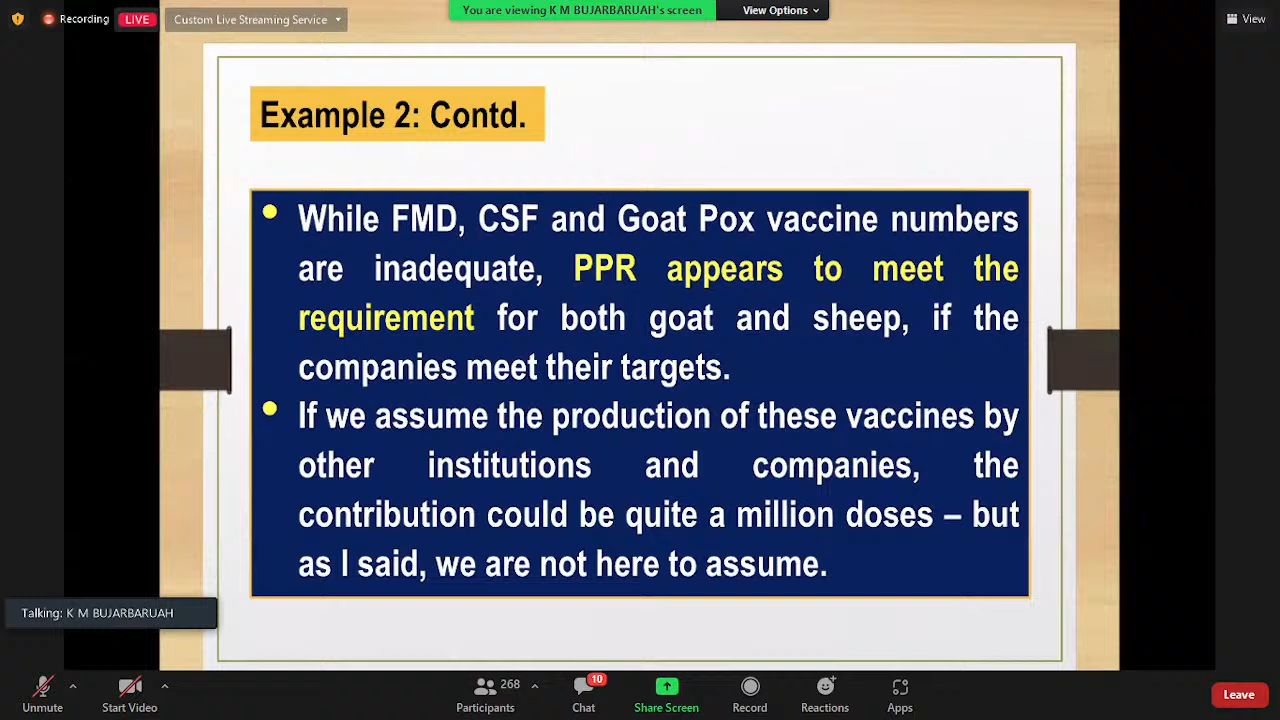 You are viewing K M BUJARBARUAH's screen
View Options
Recording
LIVE
Custom Live Streaming Service
View
Example 2: Contd.
While FMD, CSF and Goat Pox vaccine numbers
are inadequate, PPR appears to meet the
requirement for both goat and sheep, if the
companies meet their targets.
If we assume the production of these vaccines by
other institutions and companies, the
contribution could be quite a million doses – but
as I said, we are not here to assume.
Talking: K M BUJARBARUAH
Unmute
Start Video
268
Participants
10
Chat
Share Screen
Record
Reactions
Apps
Leave